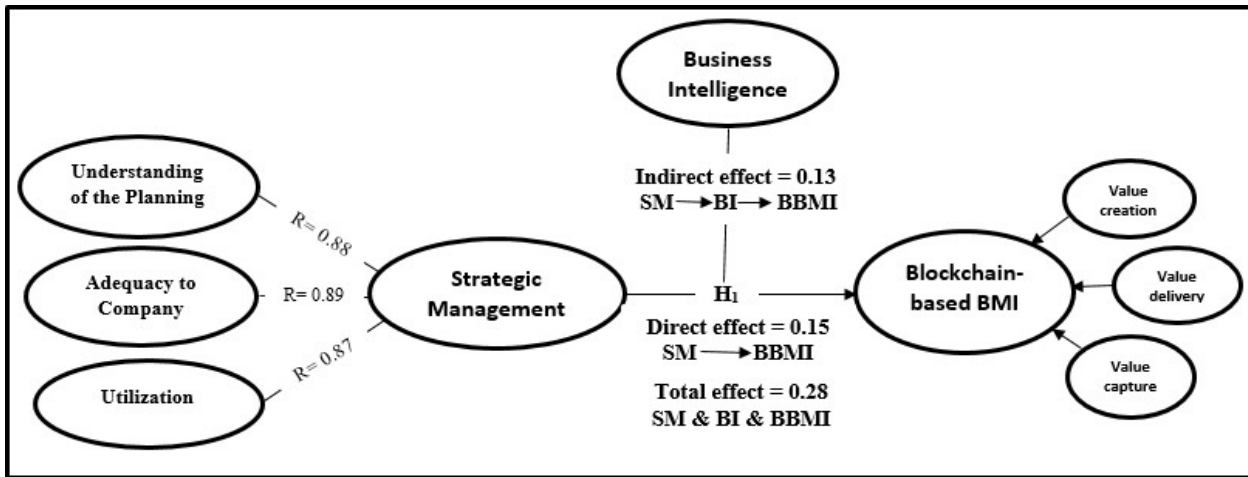 Business
Intelligence
Understanding
of the Planning
R= 0.88
Adequacy to
Company
R= 0.89
Utilization
R= 0.87
Strategic
Management
Indirect effect = 0.13
SM BI BBMI
H₁
Direct effect = 0.15
SM BBMI
Total effect = 0.28
SM & BI & BBMI
Blockchain-
based BMI
Value
creation
Value
delivery
Value
capture